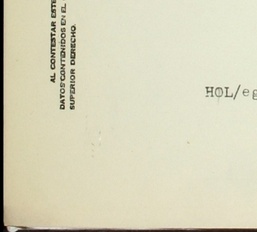 AL CONTESTAR ESTE
DATOS CONTENIDOS EN EL
SUPERIOR DERECHO.
HOL/eg